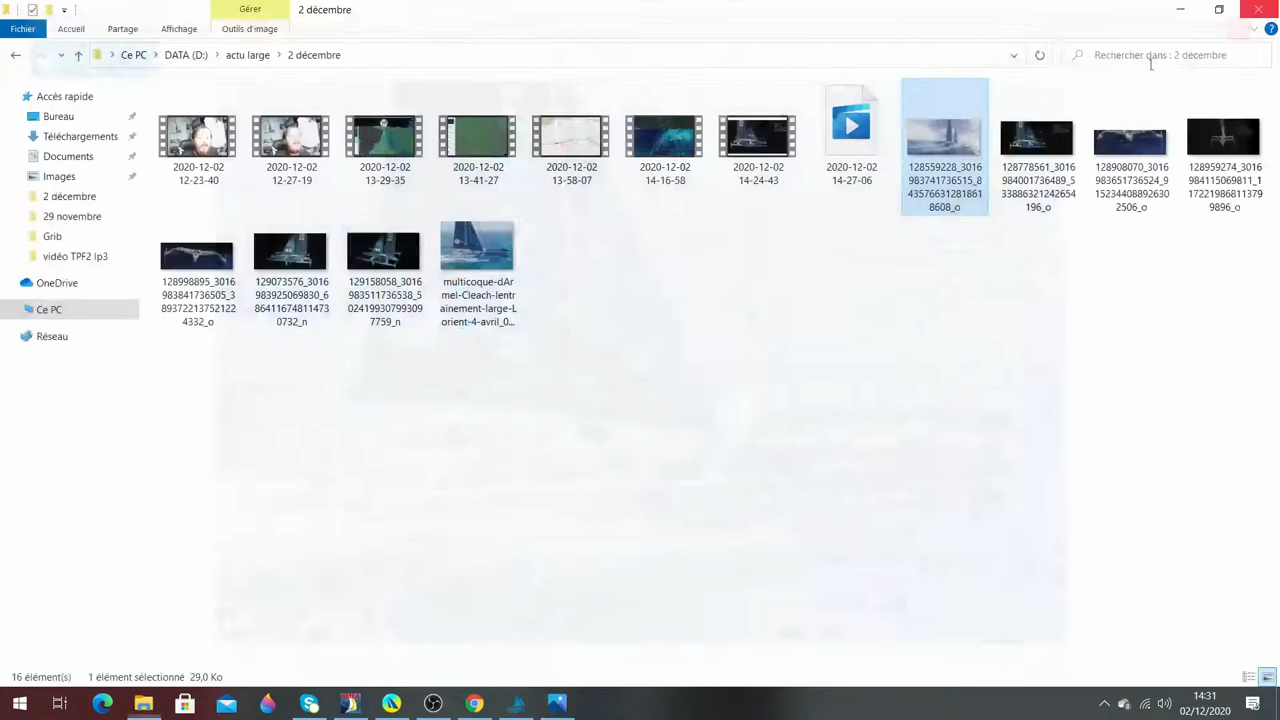 Gérer
2 décembre
Fichier
Accueil
Partage
Affichage
Outils d'image
Ce PC
DATA (D:)
actu large
2 décembre
Rechercher dans : 2 décembre
Accès rapide
Bureau
Téléchargements
Documents
Images
2 décembre
29 novembre
Grib
vidéo TPF2 lp3
OneDrive
Ce PC
Réseau
2020-12-02
12-23-40
2020-12-02
12-27-19
2020-12-02
13-29-35
2020-12-02
13-41-27
2020-12-02
13-58-07
2020-12-02
14-16-58
2020-12-02
14-24-43
2020-12-02
14-27-06
128559228_3016
983741736515_8
43576631281861
8608_o
128778561_3016
984001736489_5
33886321242654
196_o
128908070_3016
983651736524_9
15234408892630
2506_o
128959274_3016
984115069811_1
17221986811379
9896_o
128998895_3016
983841736505_3
89372213752122
4332_o
129073576_3016
983925069830_6
86411674811473
0732_n
129158058_3016
983511736538_5
02419930799309
7759_n
multicoque-dAr
mel-Cleach-lentr
ainement-large-L
orient-4-avril_0...
16 élément(s)
1 élément sélectionné 29,0 Ko
14:31
02/12/2020